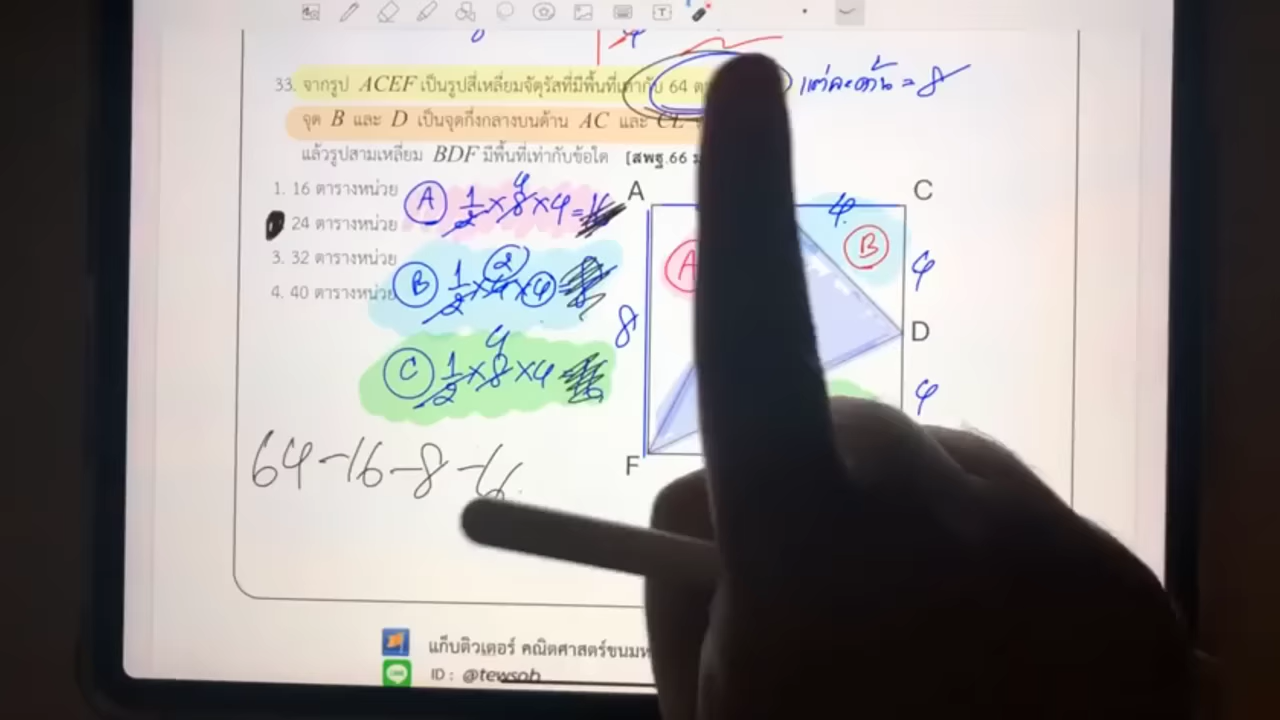 33. จากรูป ACEF เป็นรูปสี่เหลี่ยมจัตุรัสที่มีพื้นที่เท่ากับ 64 แต่ละด้าน = 8
จุด B และ D เป็นจุดกึ่งกลางบนด้าน AC และ
แล้วรูปสามเหลี่ยม BDF มีพื้นที่เท่ากับข้อใด [สพฐ.66
1. 16 ตารางหน่วย
24 ตารางหน่วย
3. 32 ตารางหน่วย
4. 40 ตารางหน่วย
A 1/2 × 8 × 4 = 16
4
B 1/2 × 4 × 4 = 8
2
C 1/2 × 8 × 4 =
4
A C
4
A B
4
8 D
4
F
64-16-8-16
แก๊บติวเตอร์ คณิตศาสตร์ขนมห
ID : @tewsob